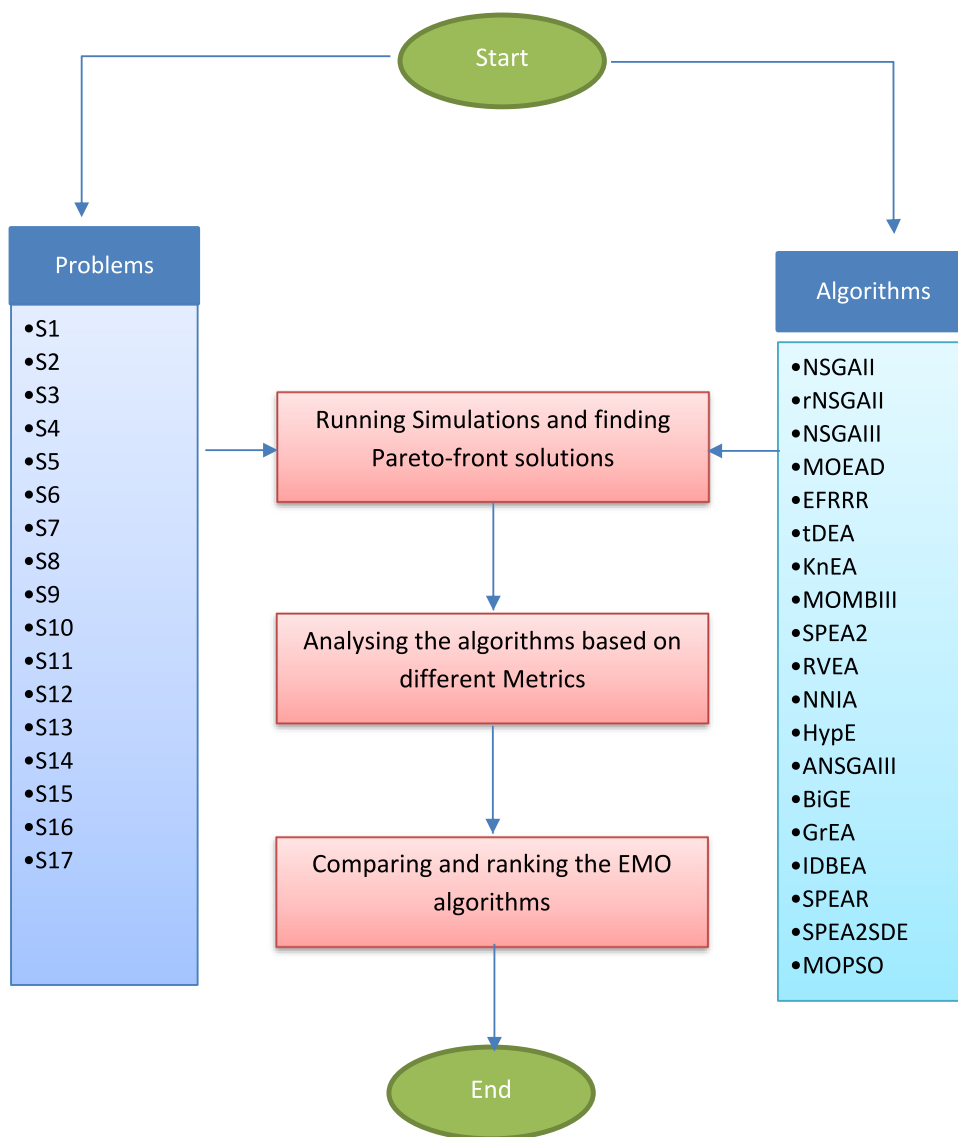 Start
Problems
•S1
•S2
•S3
•S4
•S5
•S6
•S7
•S8
•S9
•S10
•S11
•S12
•S13
•S14
•S15
•S16
•S17
Running Simulations and finding
Pareto-front solutions
Analysing the algorithms based on
different Metrics
Comparing and ranking the EMO
algorithms
End
Algorithms
•NSGAII
•rNSGAII
•NSGAIII
•MOEAD
•EFRRR
•tDEA
•KnEA
•MOMBIII
•SPEA2
•RVEA
•NNIA
•HypE
•ANSGAIII
•BiGE
•GrEA
•IDBEA
•SPEAR
•SPEA2SDE
•MOPSO